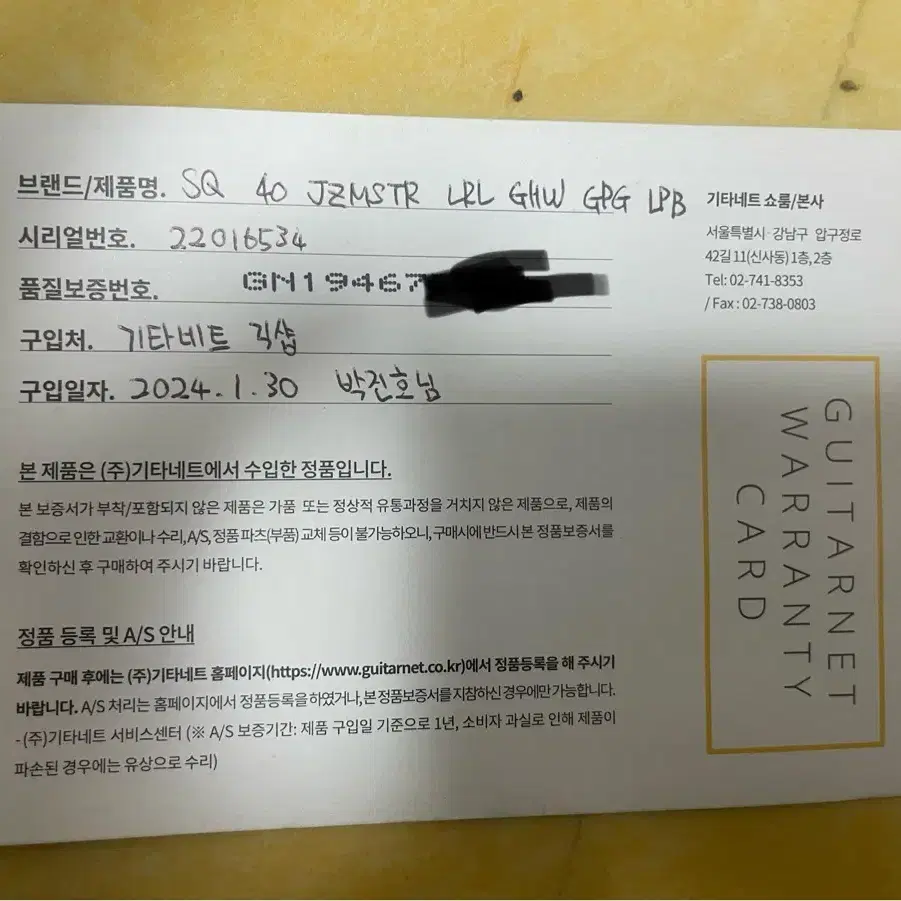 브랜드/제품명. SQ 40 JZMSTR LRL GHW GPG LPB
시리얼번호. 22016534
품질보증번호. GN19467
구입처. 기타네트 직샵
구입일자. 2024.1.30 박진호님
본 제품은 (주)기타네트에서 수입한 정품입니다.
본 보증서가 부착/포함되지 않은 제품은 가품 또는 정상적 유통과정을 거치지 않은 제품으로, 제품의
결함으로 인한 교환이나 수리, A/S, 정품 파츠(부품) 교체 등이 불가능하오니, 구매시에 반드시 본 정품보증서를
확인하신 후 구매하여 주시기 바랍니다.
정품 등록 및 A/S 안내
제품 구매 후에는 (주)기타네트 홈페이지(https://www.guitarnet.co.kr)에서 정품등록을 해 주시기
바랍니다. A/S 처리는 홈페이지에서 정품등록을 하였거나, 본 정품보증서를 지참하신 경우에만 가능합니다.
- (주)기타네트 서비스센터 (※ A/S 보증기간: 제품 구입일 기준으로 1년, 소비자 과실로 인해 제품이
파손된 경우에는 유상으로 수리)
기타네트 쇼룸/본사
서울특별시 강남구 압구정로
42길 11(신사동) 1층, 2층
Tel: 02-741-8353
/ Fax : 02-738-0803
GUITARNET
WARRANTY
CARD